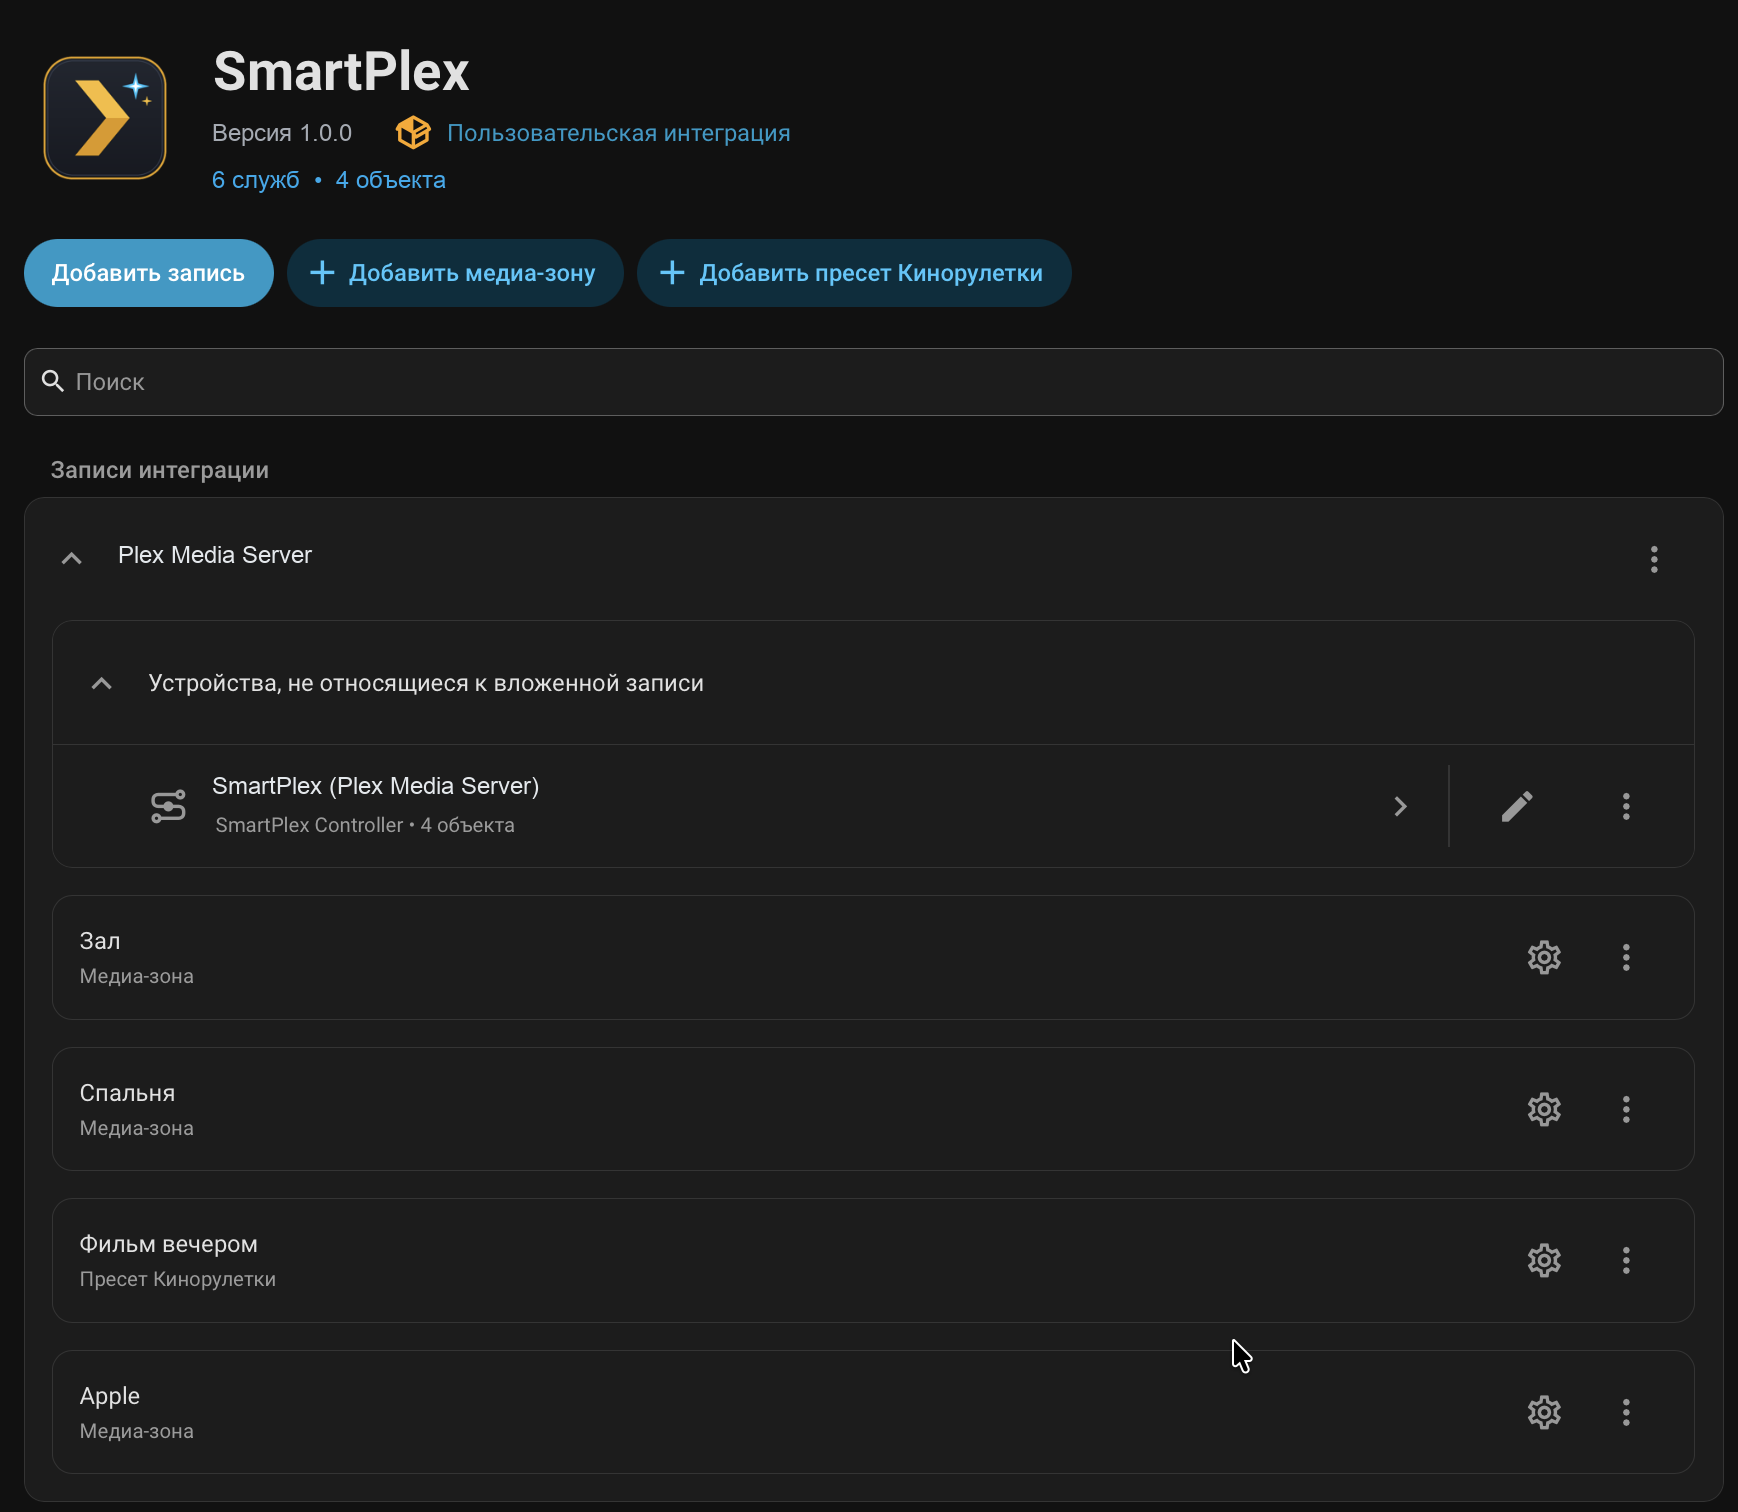 SmartPlex
Версия 1.0.0 Пользовательская интеграция
6 служб • 4 объекта
Добавить запись + Добавить медиа-зону + Добавить пресет Кинорулетки
Поиск
Записи интеграции
Plex Media Server
Устройства, не относящиеся к вложенной записи
SmartPlex (Plex Media Server)
SmartPlex Controller • 4 объекта
Зал
Медиа-зона
Спальня
Медиа-зона
Фильм вечером
Пресет Кинорулетки
Apple
Медиа-зона